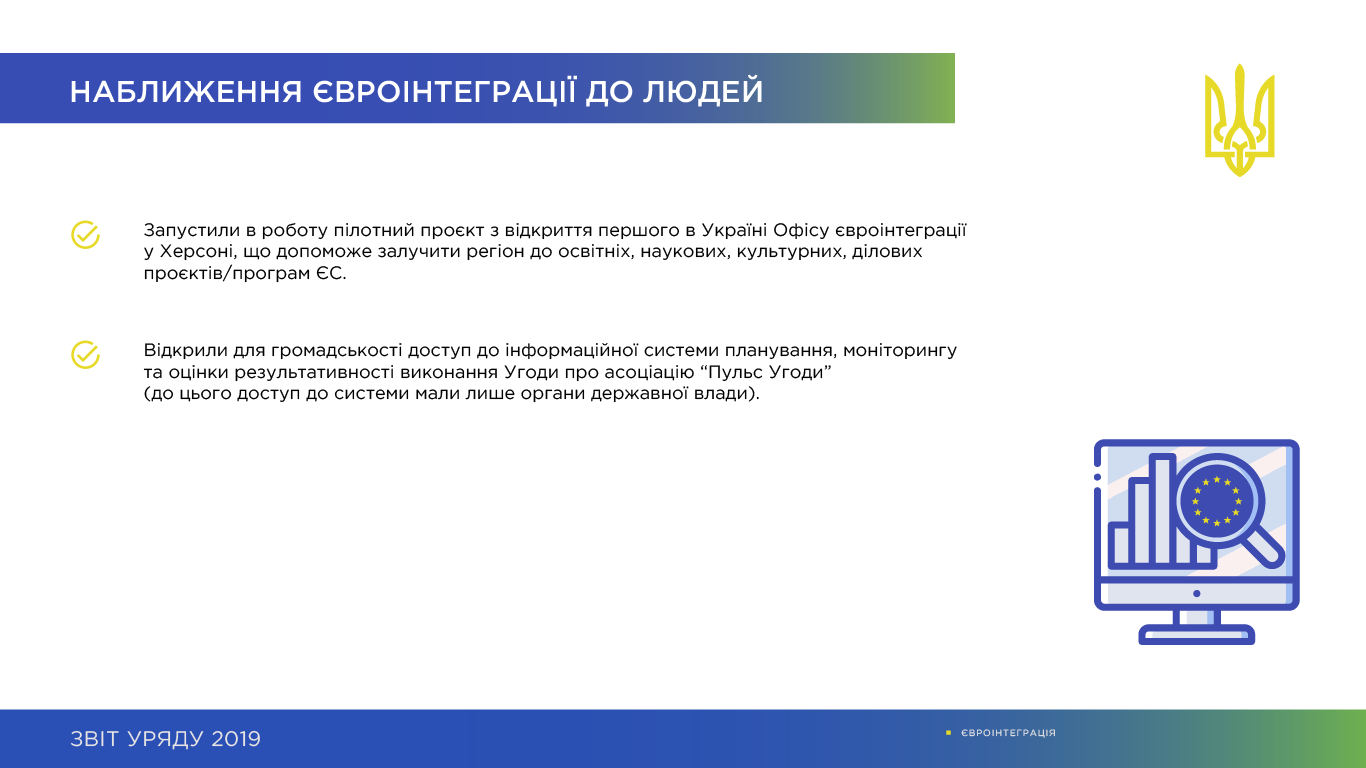 НАБЛИЖЕННЯ ЄВРОІНТЕГРАЦІЇ ДО ЛЮДЕЙ
Запустили в роботу пілотний проєкт з відкриття першого в Україні Офісу євроінтеграції
у Херсоні, що допоможе залучити регіон до освітніх, наукових, культурних, ділових
проєктів/програм ЄС.
Відкрили для громадськості доступ до інформаційної системи планування, моніторингу
та оцінки результативності виконання Угоди про асоціацію “Пульс Угоди”
(до цього доступ до системи мали лише органи державної влади).
ЗВІТ УРЯДУ 2019
ЄВРОІНТЕГРАЦІЯ